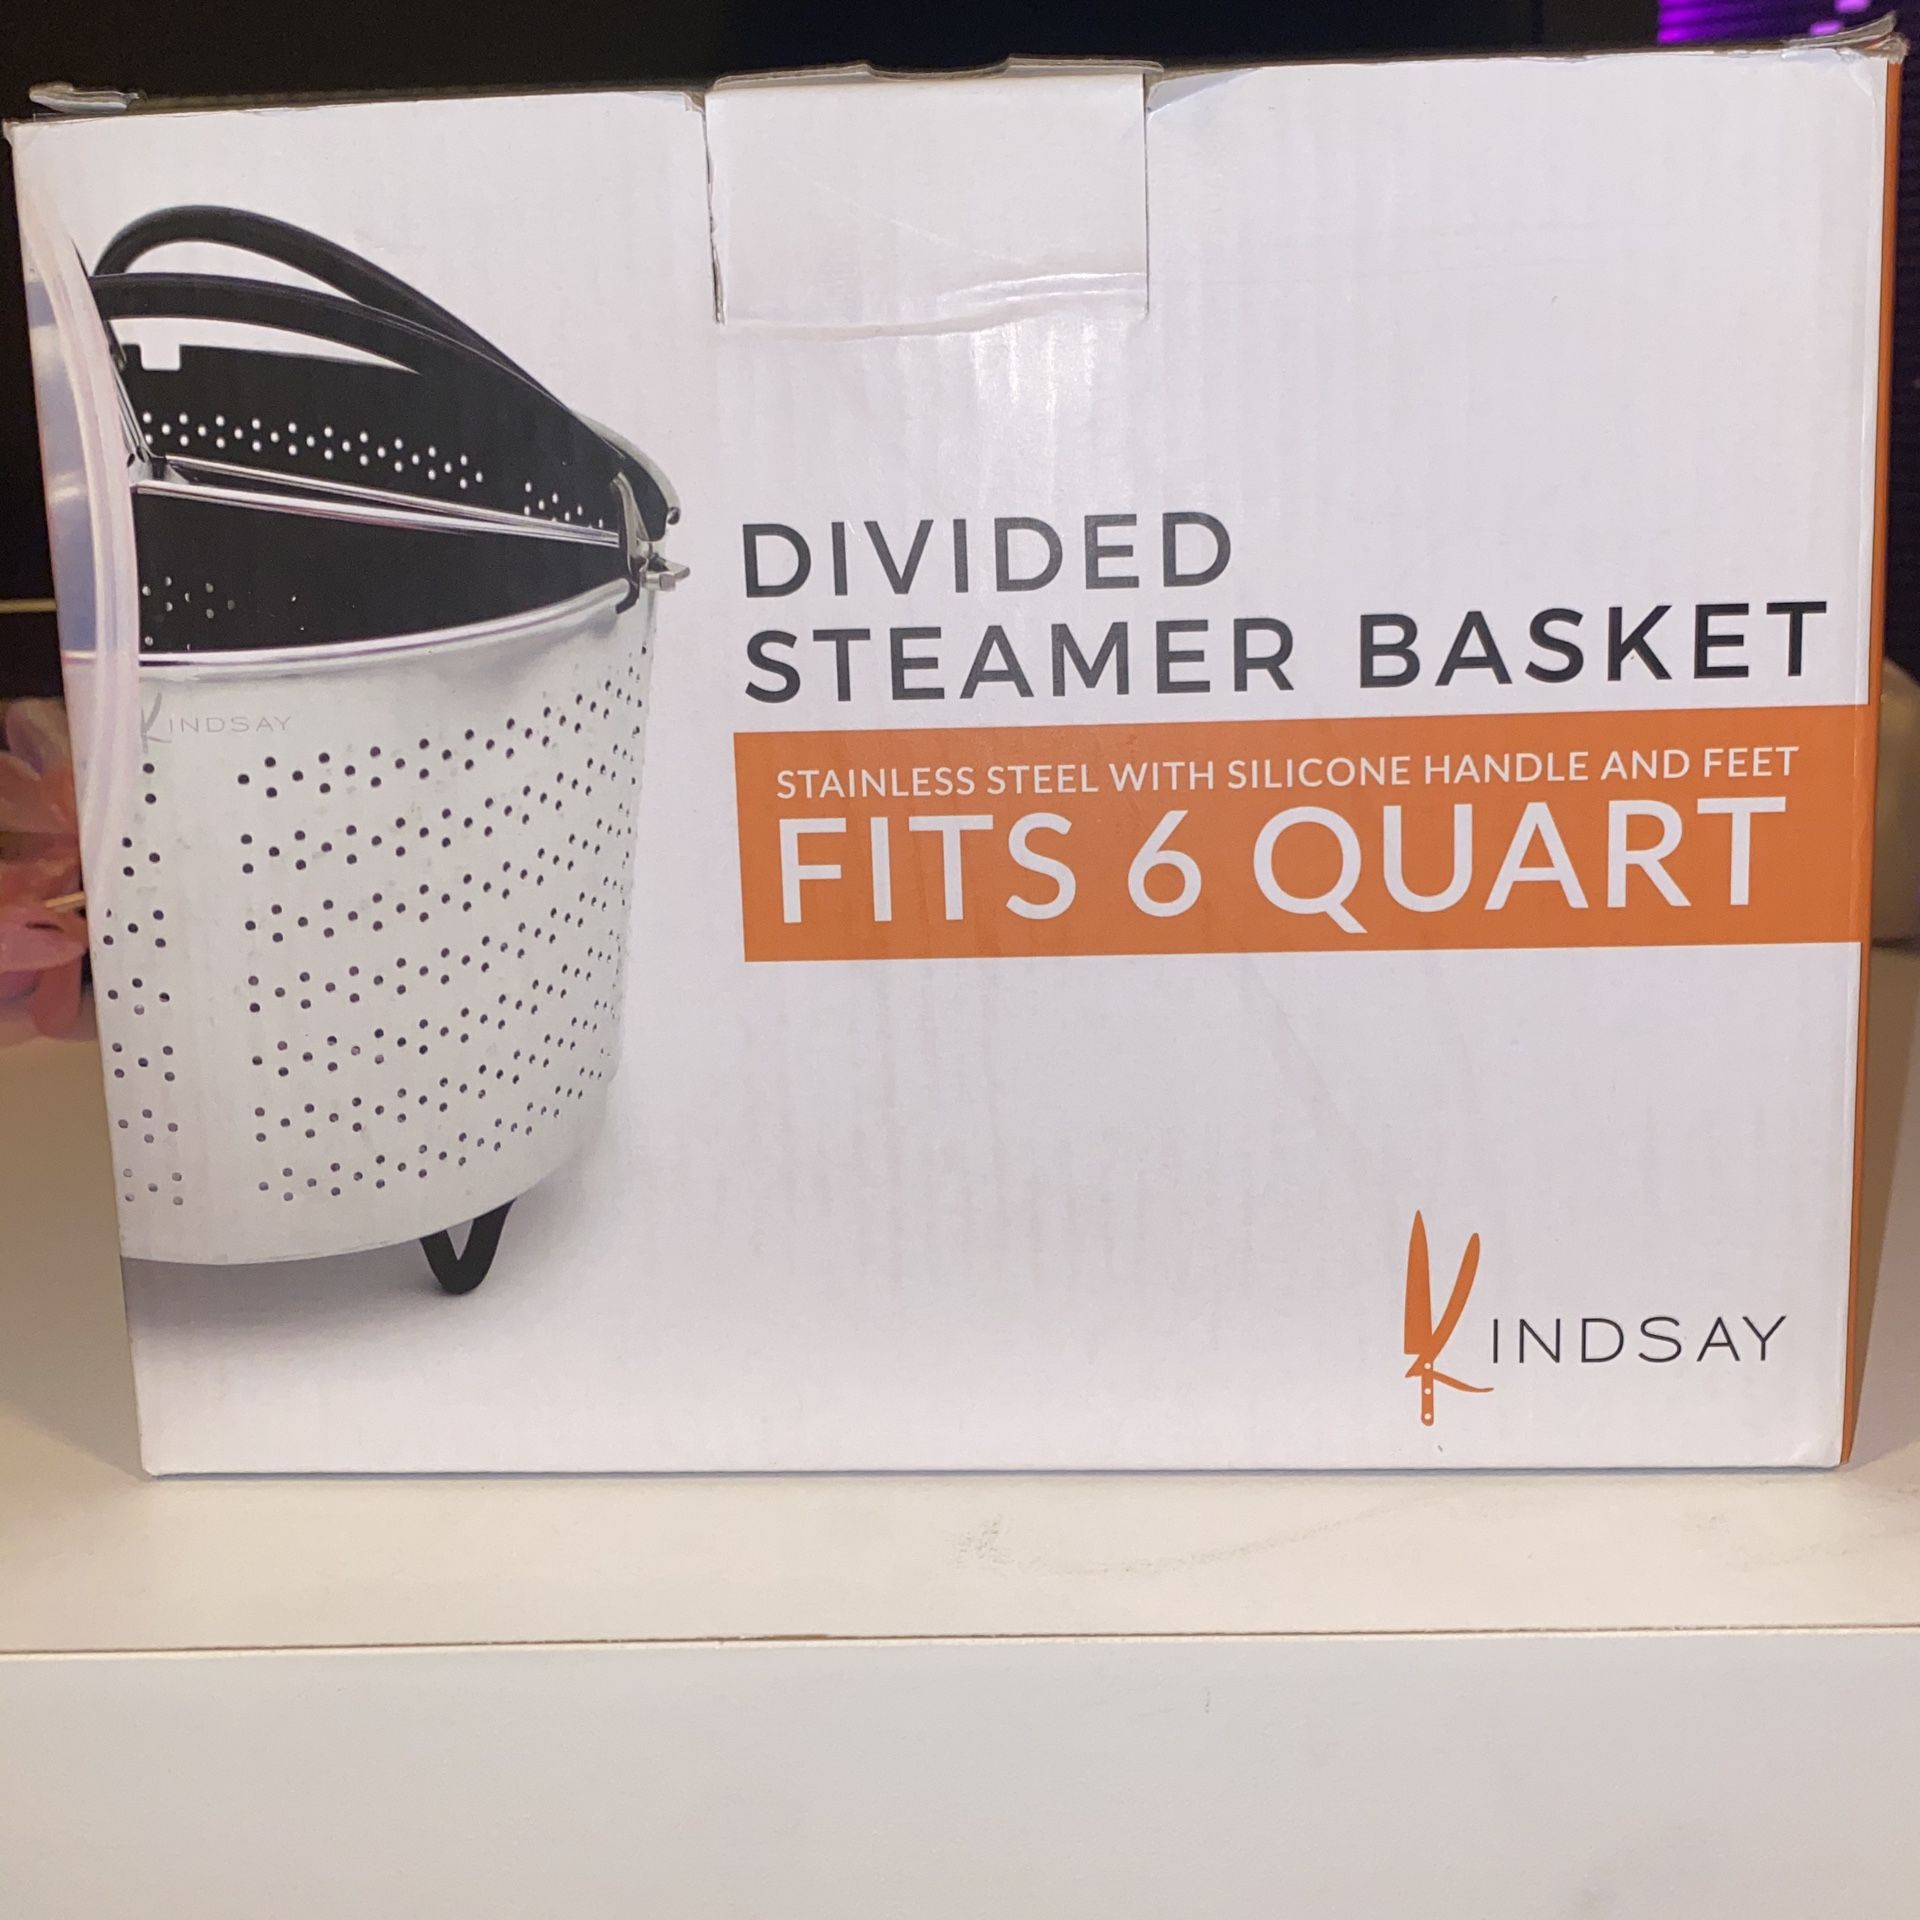 DIVIDED
STEAMER BASKET
STAINLESS STEEL WITH SILICONE HANDLE AND FEET
FITS 6 QUART
KINDSAY
KINDSAY